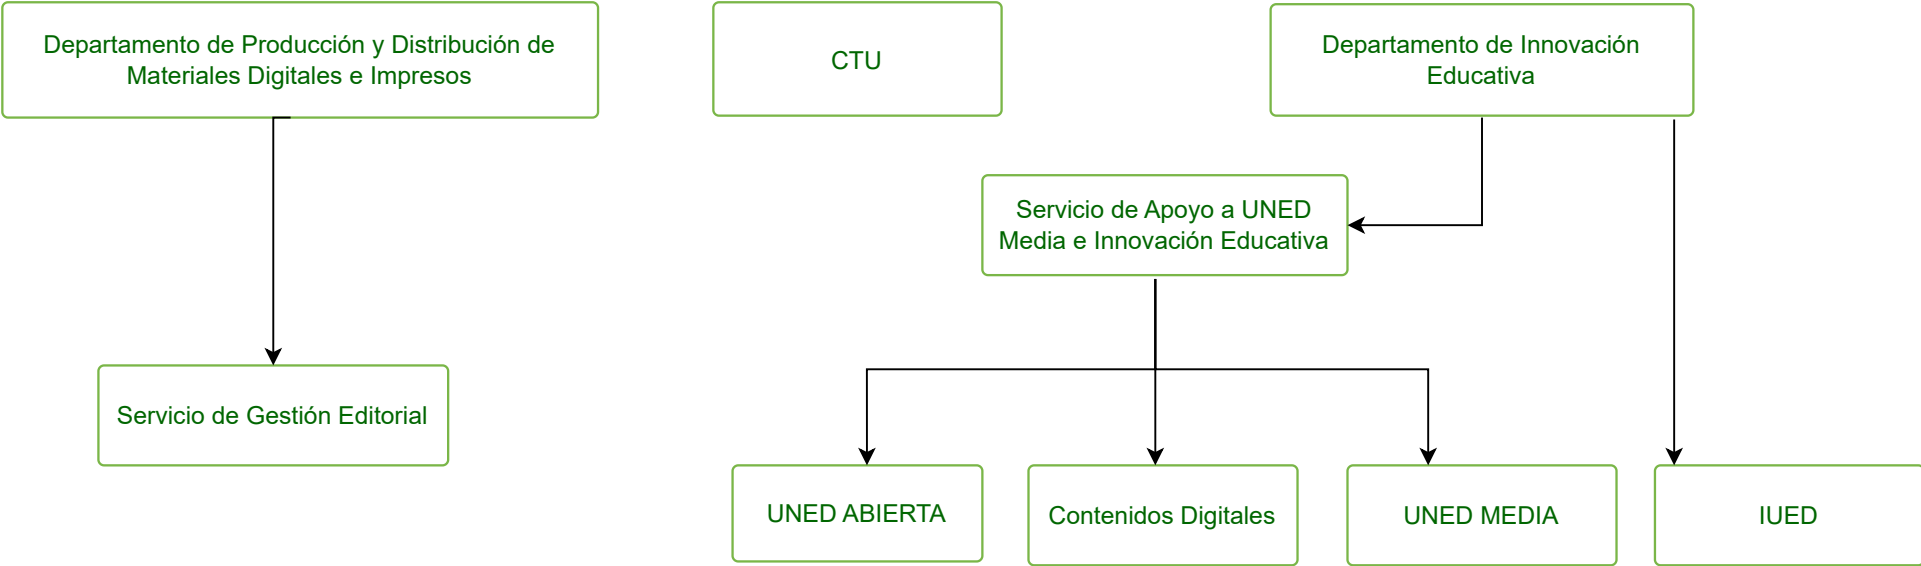 Departamento de Producción y Distribución de
Materiales Digitales e Impresos
CTU
Departamento de Innovación
Educativa
Servicio de Apoyo a UNED
Media e Innovación Educativa
Servicio de Gestión Editorial
UNED ABIERTA
Contenidos Digitales
UNED MEDIA
IUED